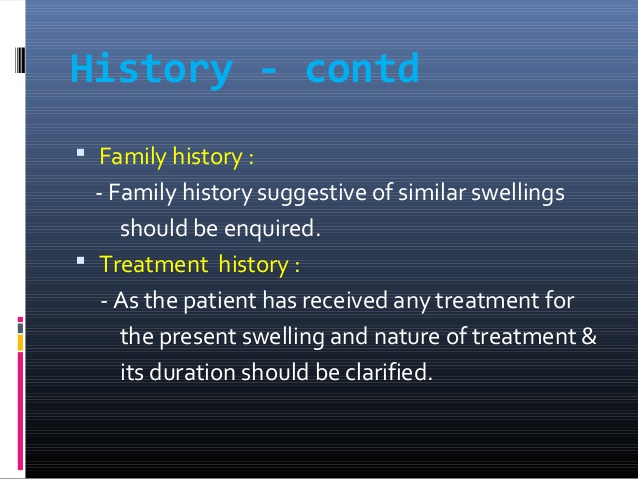 History - contd
▪ Family history :
- Family history suggestive of similar swellings
should be enquired.
▪ Treatment history :
- As the patient has received any treatment for
the present swelling and nature of treatment &
its duration should be clarified.